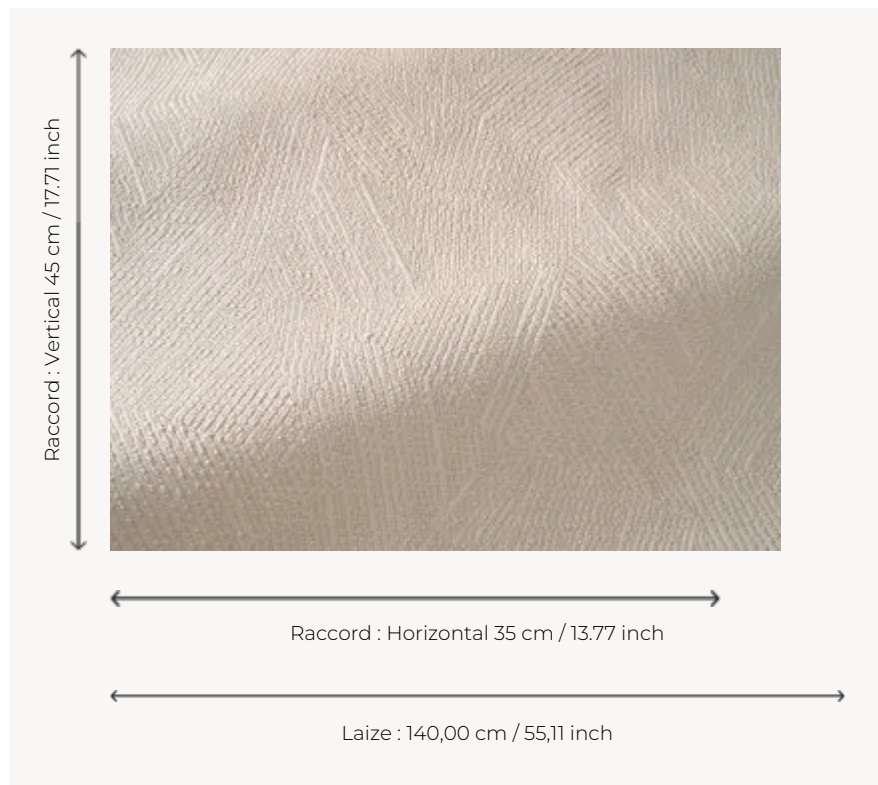 Raccord : Vertical 45 cm / 17.71 inch
Raccord : Horizontal 35 cm / 13.77 inch
Laize : 140,00 cm / 55,11 inch